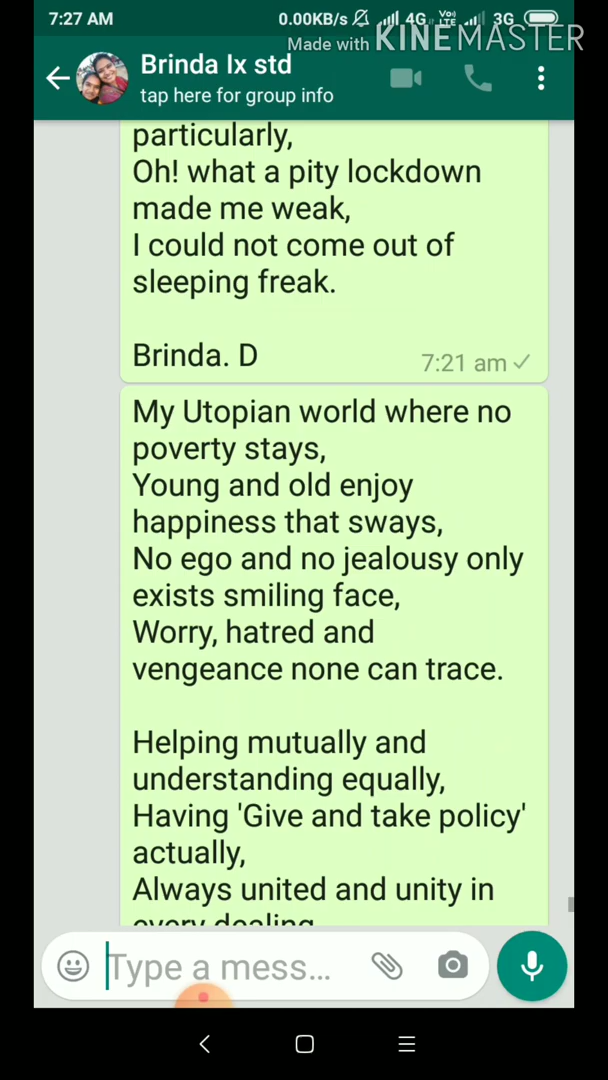 7:27 AM
0.00KB/s 4G VoLTE 3G
Made with KINEMASTER
Brinda Ix std
tap here for group info
particularly,
Oh! what a pity lockdown
made me weak,
I could not come out of
sleeping freak.
Brinda. D
7:21 am
My Utopian world where no
poverty stays,
Young and old enjoy
happiness that sways,
No ego and no jealousy only
exists smiling face,
Worry, hatred and
vengeance none can trace.
Helping mutually and
understanding equally,
Having 'Give and take policy'
actually,
Always united and unity in
every dealing
Type a mess...